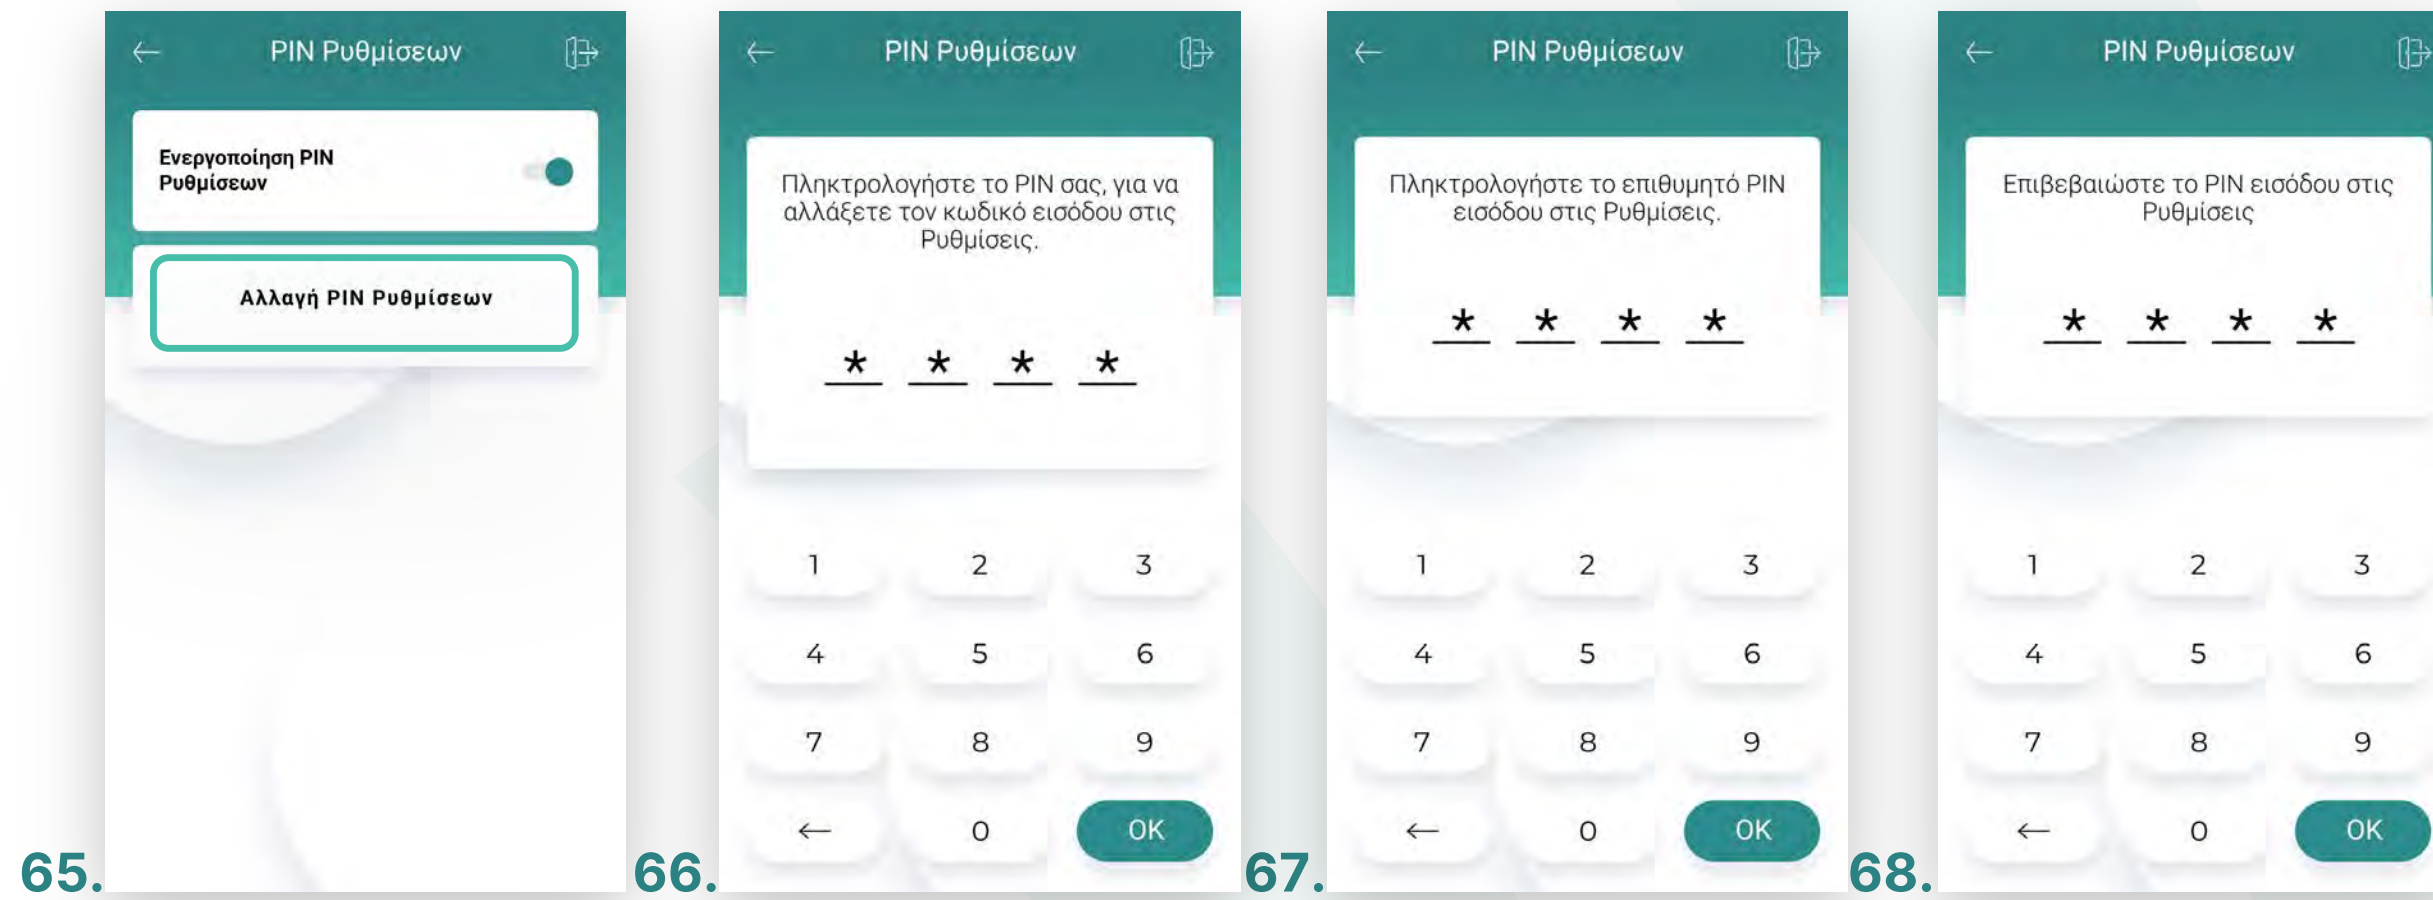 PIN Ρυθμίσεων
Ενεργοποίηση PIN
Ρυθμίσεων
Αλλαγή PIN Ρυθμίσεων
65.
PIN Ρυθμίσεων
Πληκτρολογήστε το PIN σας, για να
αλλάξετε τον κωδικό εισόδου στις
Ρυθμίσεις.
* * * *
1 2 3
4 5 6
7 8 9
0 OK
66.
PIN Ρυθμίσεων
Πληκτρολογήστε το επιθυμητό PIN
εισόδου στις Ρυθμίσεις.
* * * *
1 2 3
4 5 6
7 8 9
0 OK
67.
PIN Ρυθμίσεων
Επιβεβαιώστε το PIN εισόδου στις
Ρυθμίσεις
* * * *
1 2 3
4 5 6
7 8 9
0 OK
68.